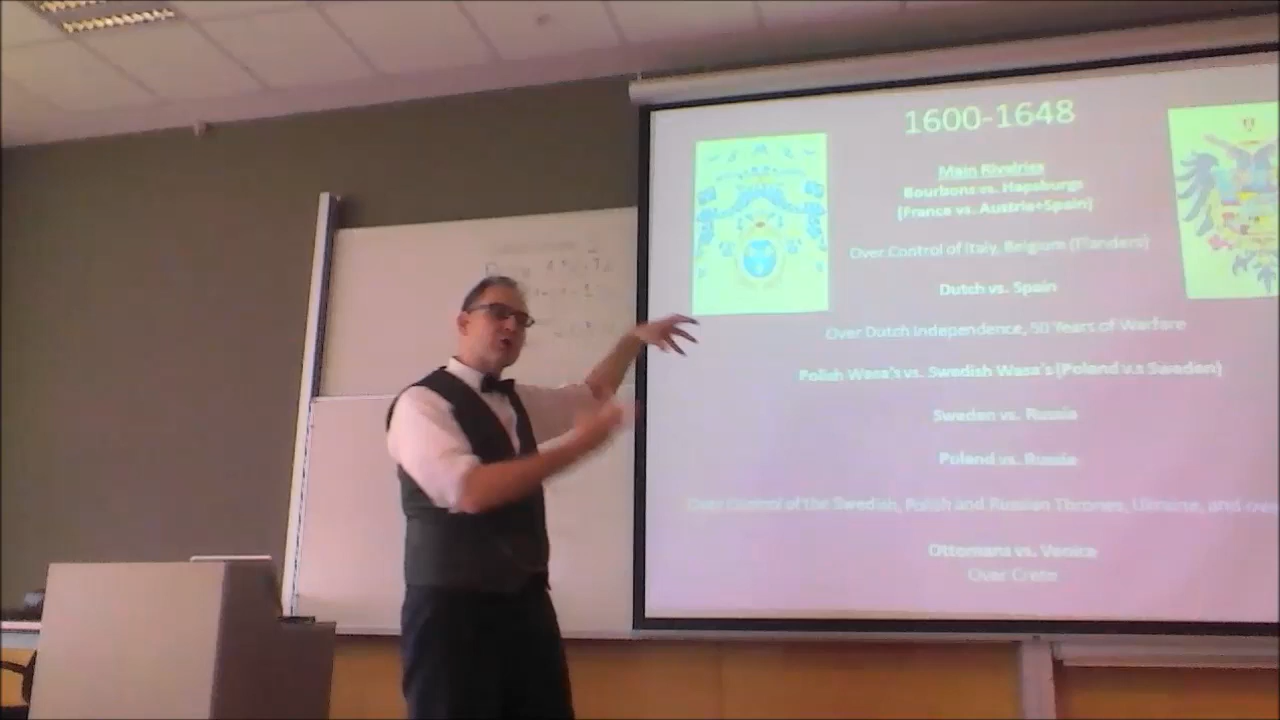 1600-1648
Main Rivalries
Bourbons vs. Hapsburgs
(France vs. Austria+Spain)
Over Control of Italy, Belgium (Flanders)
Dutch vs. Spain
Over Dutch Independence, 50 Years of Warfare
Polish Wasa's vs. Swedish Wasa's (Poland v.s Sweden)
Sweden vs. Russia
Poland vs. Russia
Over Control of the Swedish, Polish and Russian Thrones, Ukraine, and over
Ottomans vs. Venice
Over Crete